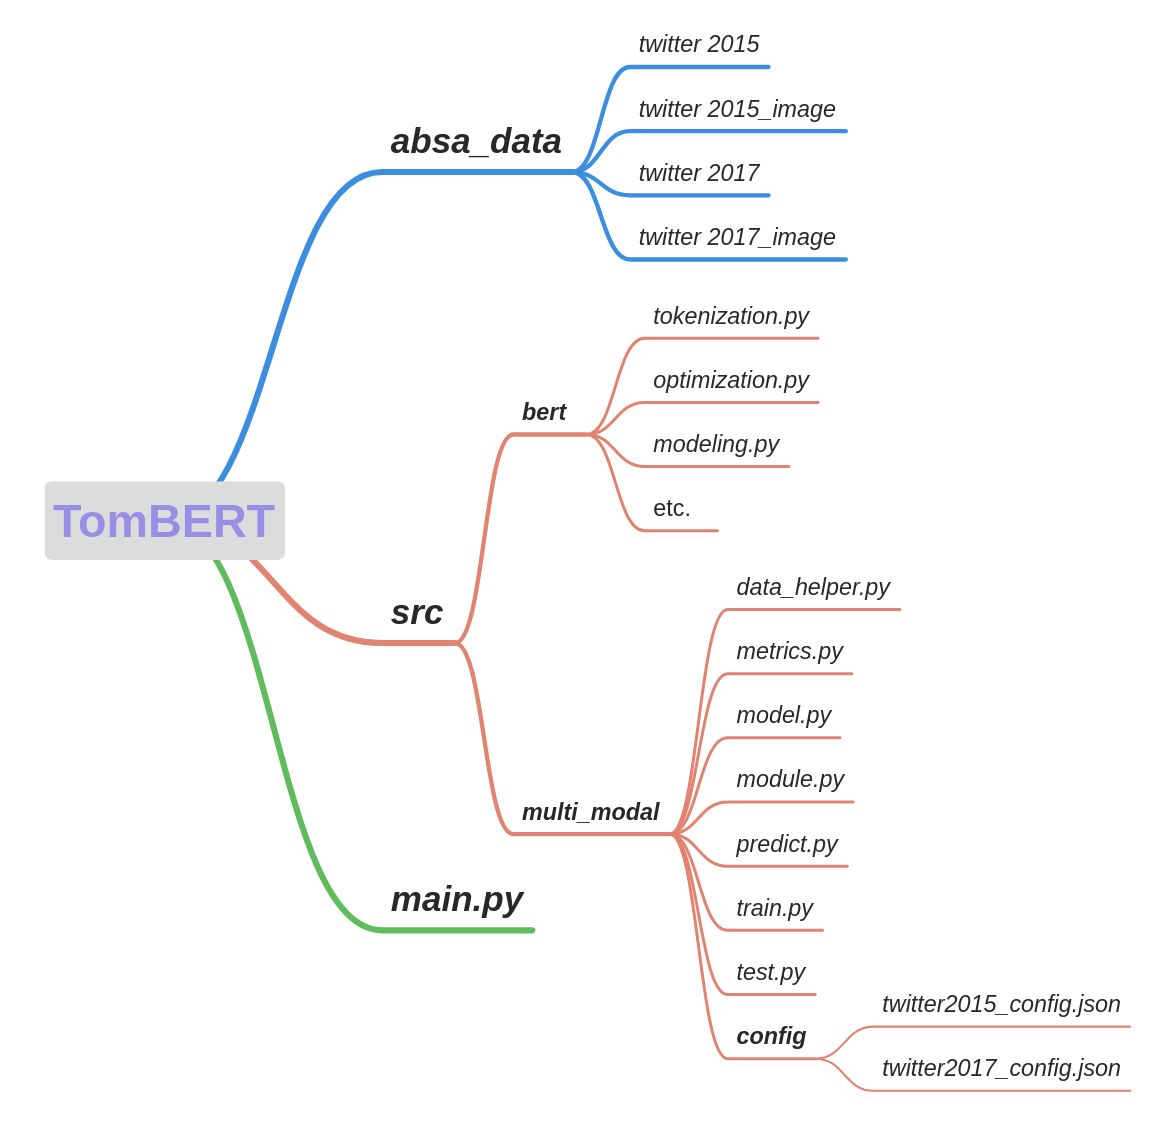 TomBERT
absa_data
twitter 2015
twitter 2015_image
twitter 2017
twitter 2017_image
src
bert
tokenization.py
optimization.py
modeling.py
etc.
multi_modal
data_helper.py
metrics.py
model.py
module.py
predict.py
train.py
test.py
config
twitter2015_config.json
twitter2017_config.json
main.py